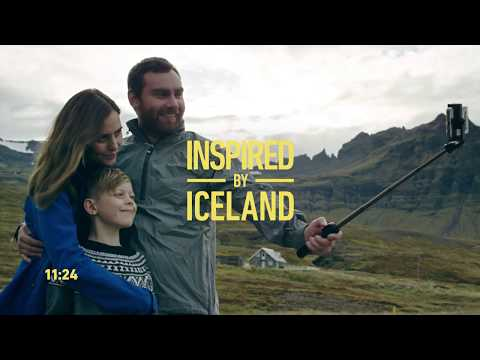 INSPIRED
BY
ICELAND
11:24